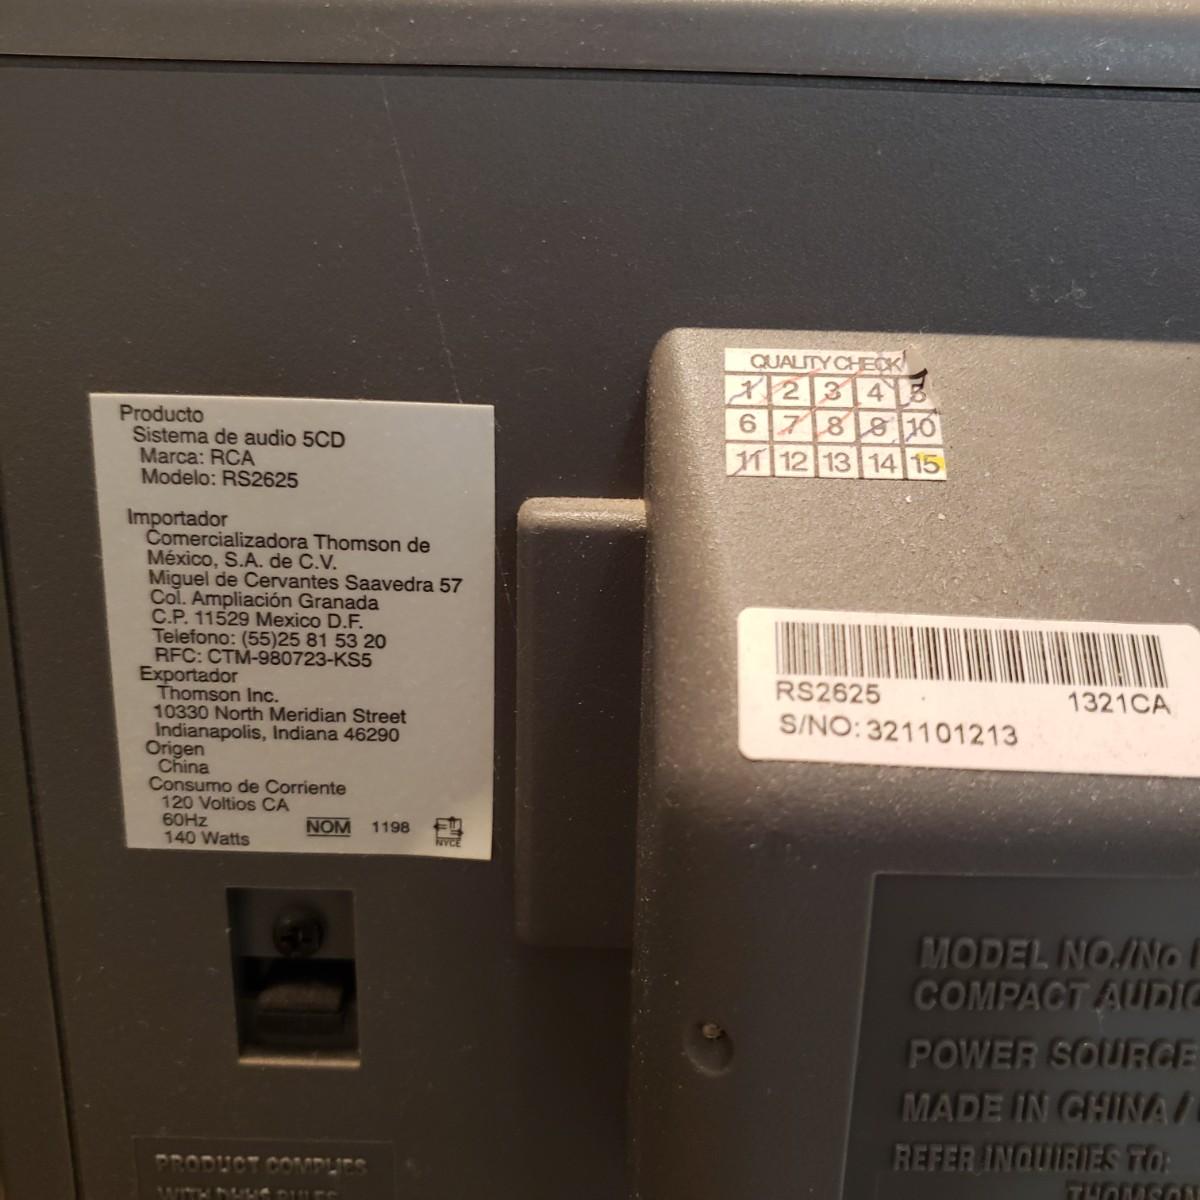 Producto
Sistema de audio 5CD
Marca: RCA
Modelo: RS2625
Importador
Comercializadora Thomson de
México, S.A. de C.V.
Miguel de Cervantes Saavedra 57
Col. Ampliación Granada
C.P. 11529 Mexico D.F.
Telefono: (55)25 81 53 20
RFC: CTM-980723-KS5
Exportador
Thomson Inc.
10330 North Meridian Street
Indianapolis, Indiana 46290
Origen
China
Consumo de Corriente
120 Voltios CA
60Hz
140 Watts
NOM 1198
NYCE
QUALITY CHECK
1 2 3 4 5
6 7 8 9 10
11 12 13 14 15
RS2625 1321CA
S/NO: 321101213
MODEL NO./No
COMPACT AUDIO
POWER SOURCE
MADE IN CHINA /
REFER INQUIRIES TO:
THOMSON
PRODUCT COMPLIES
WITH DHHS RULES